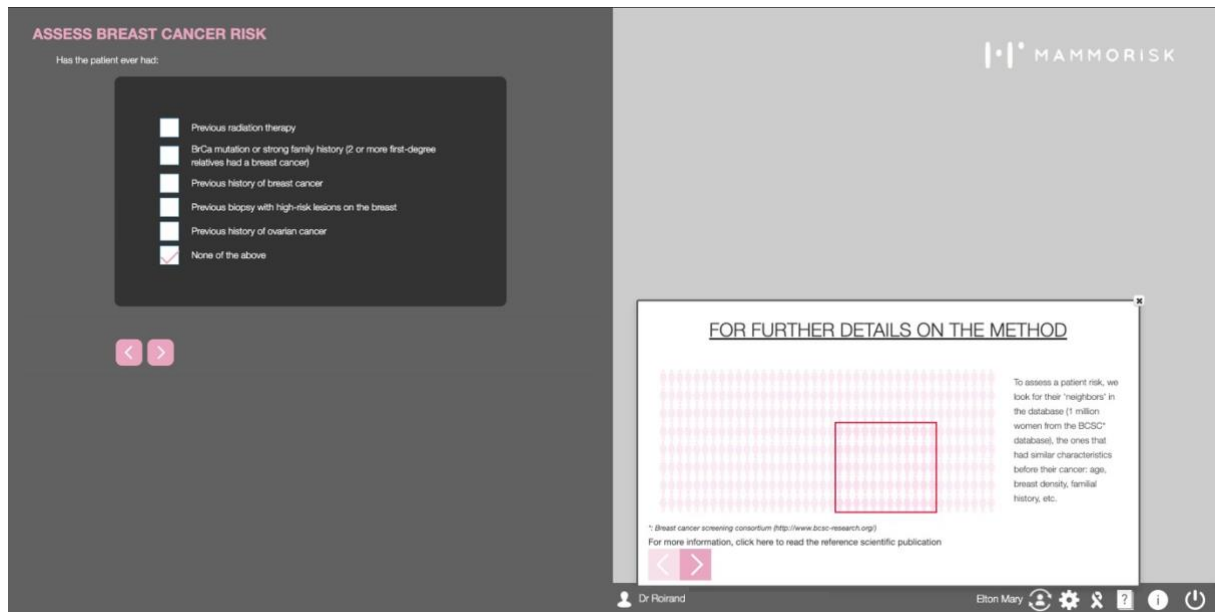 ASSESS BREAST CANCER RISK
Has the patient ever had:
Previous radiation therapy
BrCa mutation or strong family history (2 or more first-degree
relatives had a breast cancer)
Previous history of breast cancer
Previous biopsy with high-risk lesions on the breast
Previous history of ovarian cancer
None of the above
MAMMORISK
FOR FURTHER DETAILS ON THE METHOD
To assess a patient risk, we
look for their 'neighbors' in
the database (1 million
women from the BCSC*
database), the ones that
had similar characteristics
before their cancer: age,
breast density, familial
history, etc.
*: Breast cancer screening consortium (http://www.bcsc-research.org/)
For more information, click here to read the reference scientific publication
Dr Roirand
Elton Mary